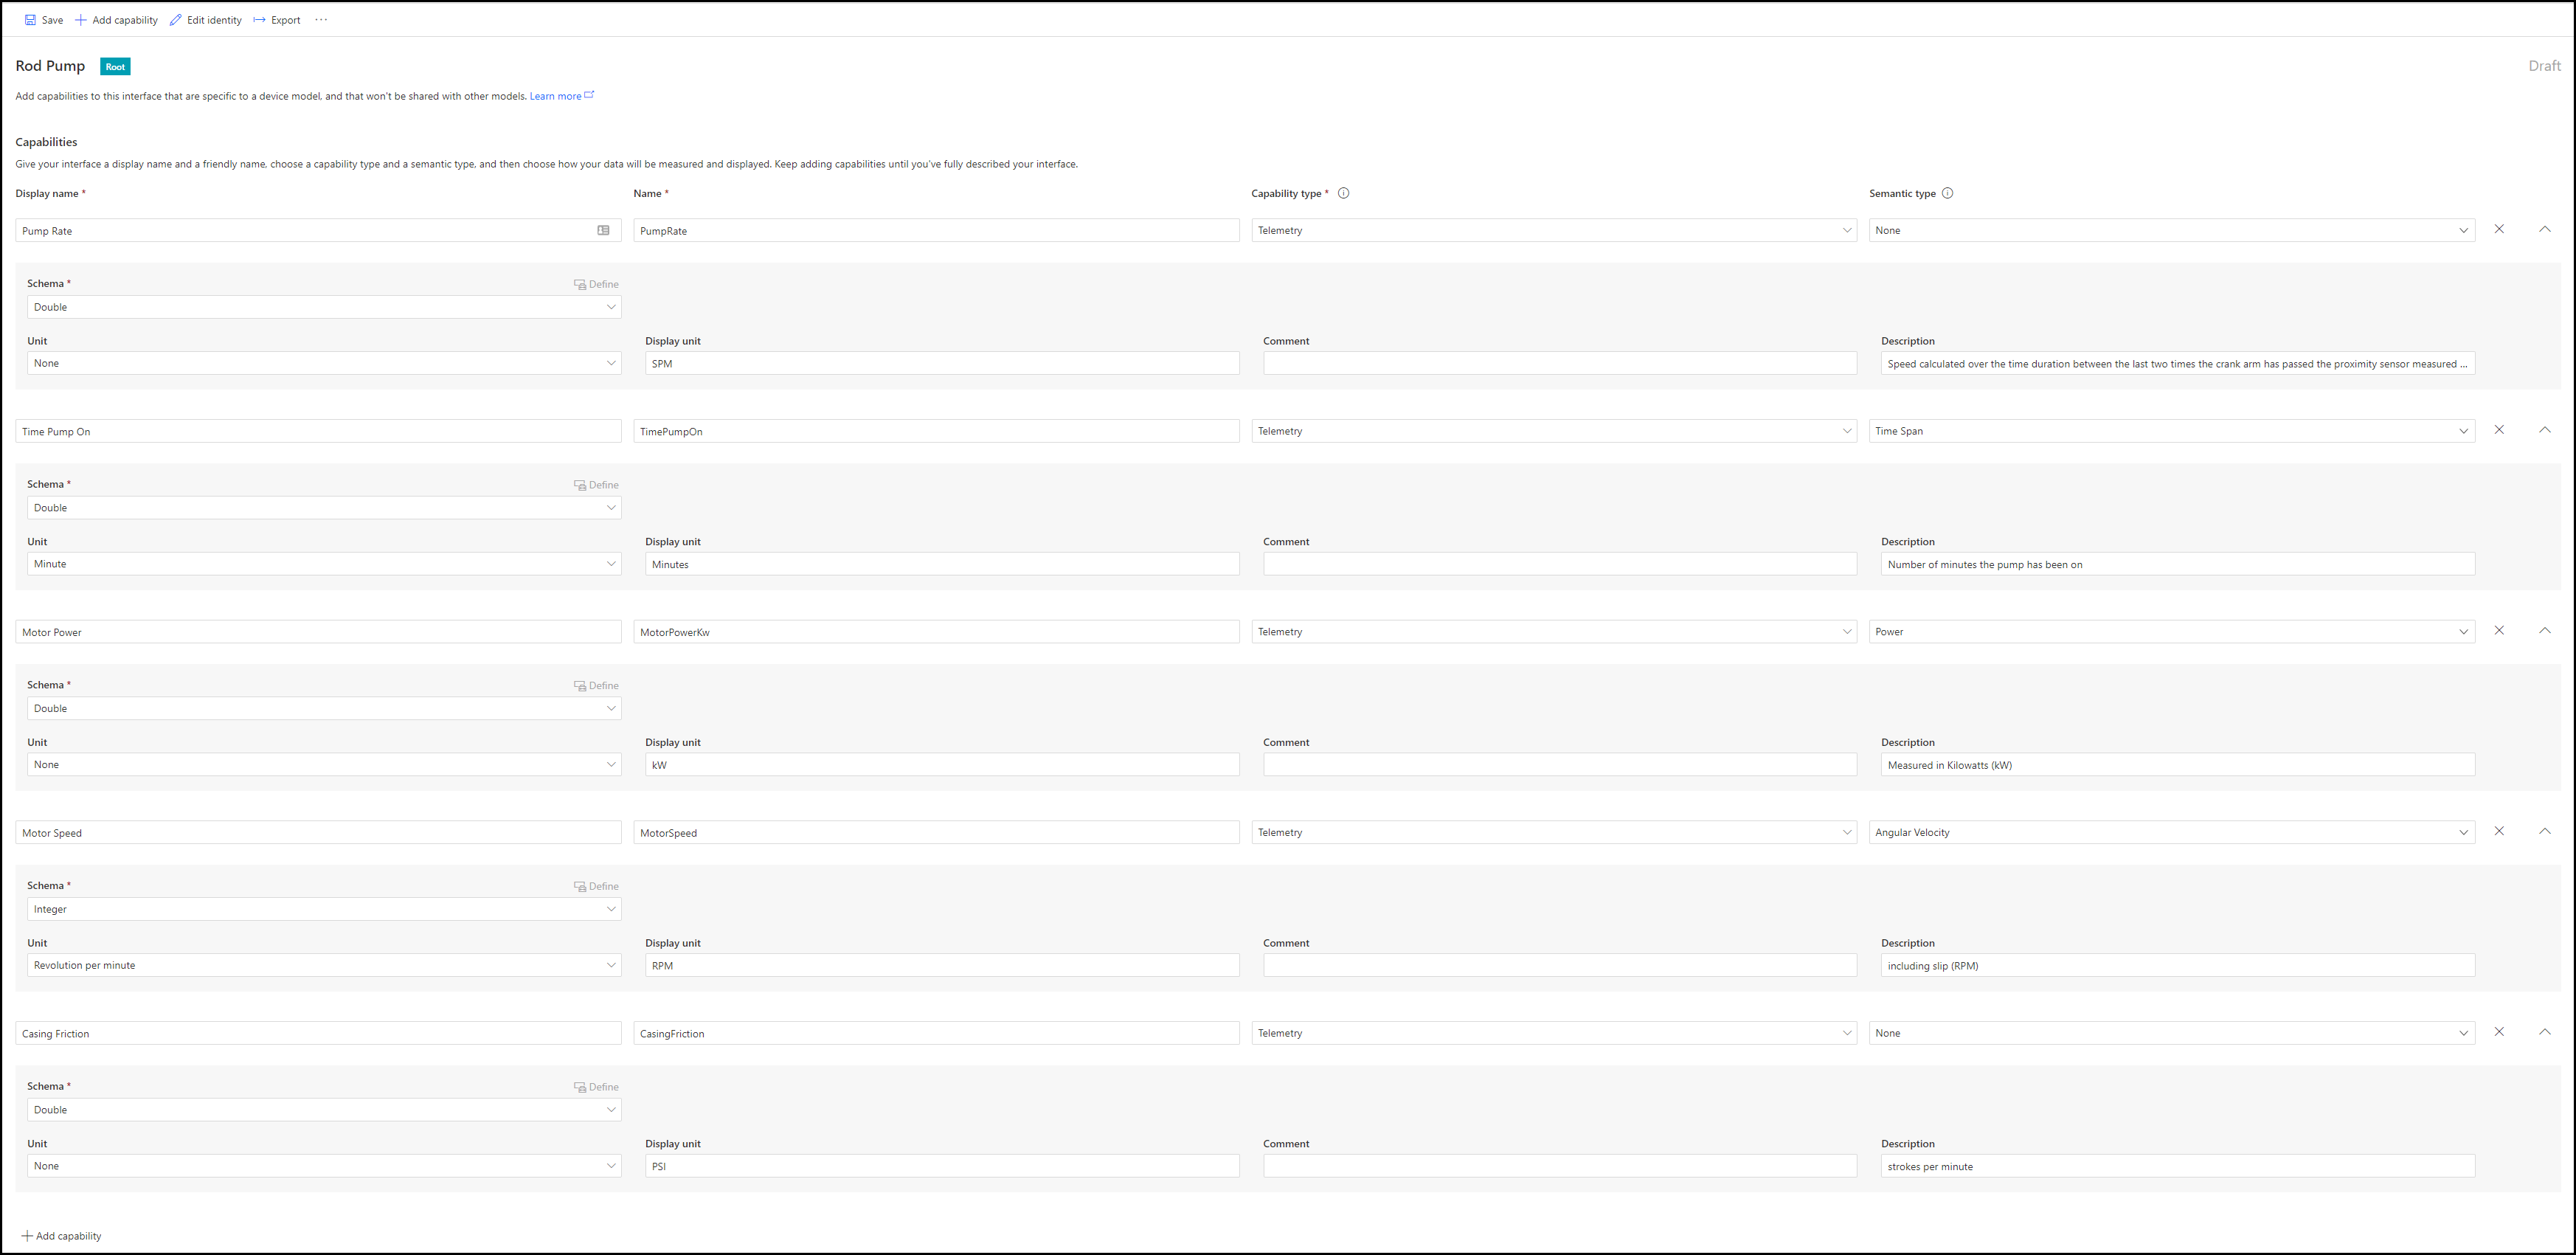 Save Add capability Edit identity Export ...
Rod Pump Root Draft
Add capabilities to this interface that are specific to a device model, and that won't be shared with other models. Learn more
Capabilities
Give your interface a display name and a friendly name, choose a capability type and a semantic type, and then choose how your data will be measured and displayed. Keep adding capabilities until you've fully described your interface.
Display name * Name * Capability type * Semantic type
Pump Rate PumpRate Telemetry None
Schema * Define
Double
Unit Display unit Comment Description
None SPM Speed calculated over the time duration between the last two times the crank arm has passed the proximity sensor measured ...
Time Pump On TimePumpOn Telemetry Time Span
Schema * Define
Double
Unit Display unit Comment Description
Minute Minutes Number of minutes the pump has been on
Motor Power MotorPowerKw Telemetry Power
Schema * Define
Double
Unit Display unit Comment Description
None kW Measured in Kilowatts (kW)
Motor Speed MotorSpeed Telemetry Angular Velocity
Schema * Define
Integer
Unit Display unit Comment Description
Revolution per minute RPM including slip (RPM)
Casing Friction CasingFriction Telemetry None
Schema * Define
Double
Unit Display unit Comment Description
None PSI strokes per minute
Add capability